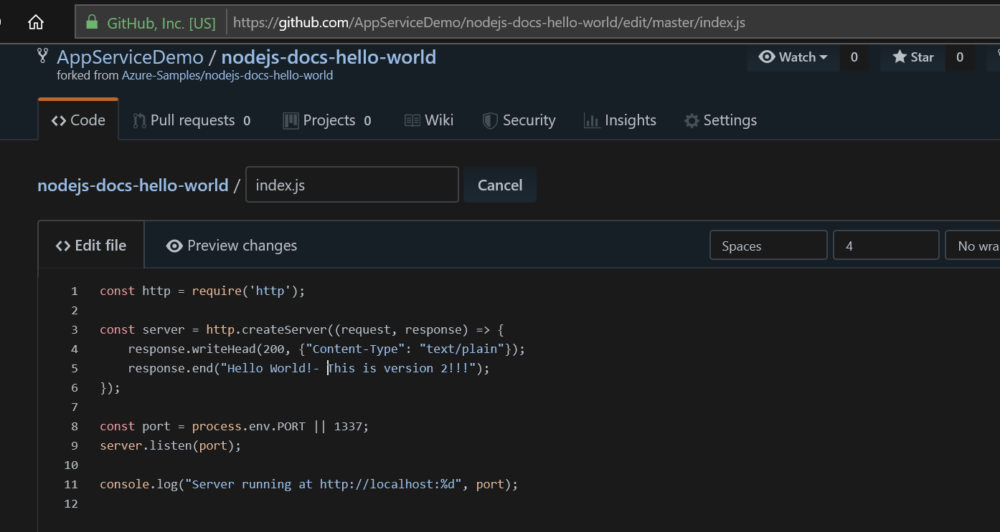 GitHub, Inc. [US] https://github.com/AppServiceDemo/nodejs-docs-hello-world/edit/master/index.js
AppServiceDemo / nodejs-docs-hello-world
Watch 0 Star 0
forked from Azure-Samples/nodejs-docs-hello-world
Code Pull requests 0 Projects 0 Wiki Security Insights Settings
nodejs-docs-hello-world / index.js Cancel
Edit file Preview changes Spaces 4 No wra
1 const http = require('http');
2
3 const server = http.createServer((request, response) => {
4     response.writeHead(200, {"Content-Type": "text/plain"});
5     response.end("Hello World!- This is version 2!!!");
6 });
7
8 const port = process.env.PORT || 1337;
9 server.listen(port);
10
11 console.log("Server running at http://localhost:%d", port);
12